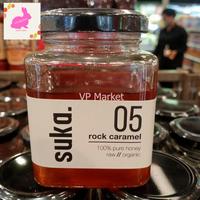 VP Market
suka.
05
rock caramel
100% pure honey
raw // organic